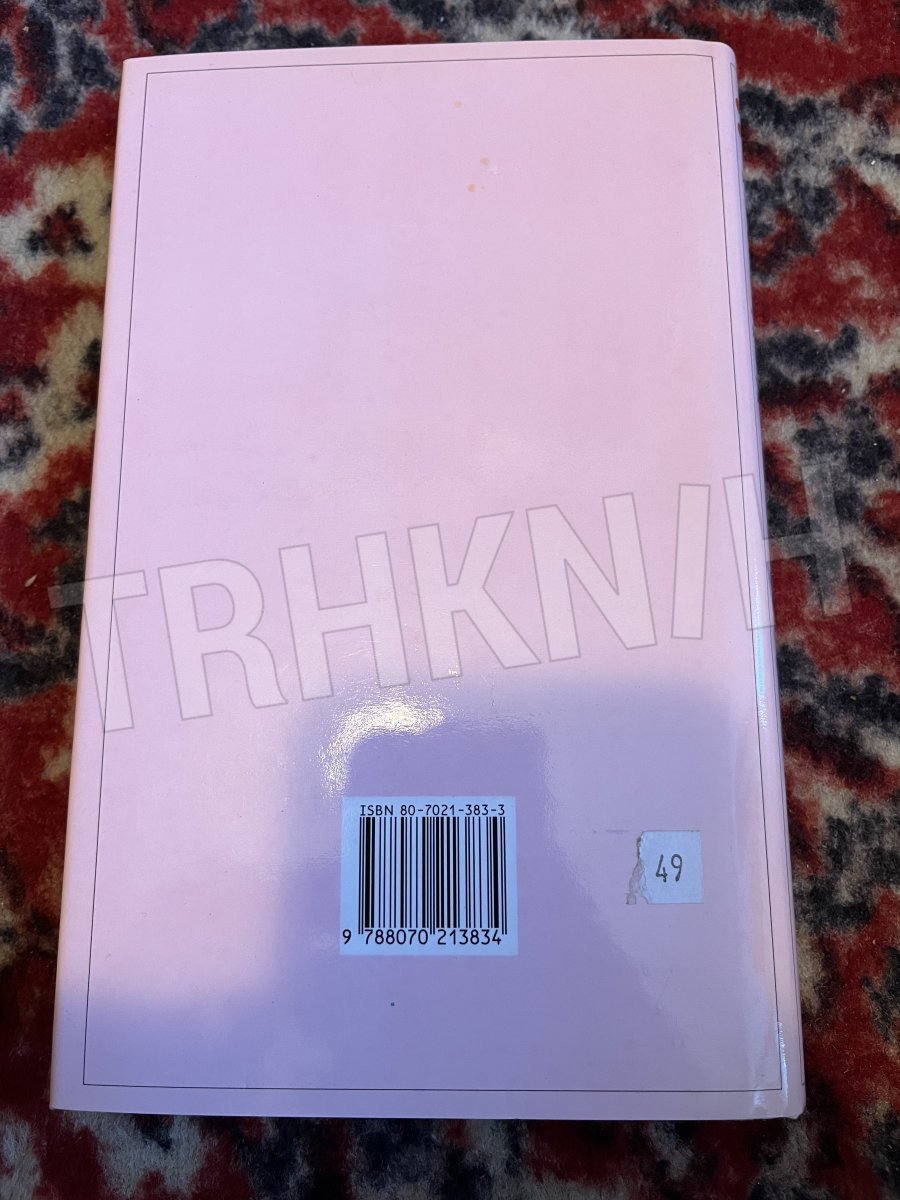 TRHKNIH
ISBN 80-7021-383-3
49
9 788070 213834